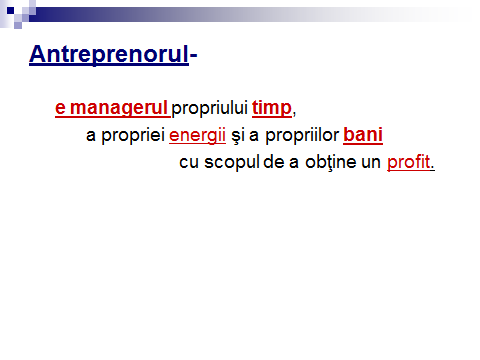 Antreprenorul-
e managerul propriului timp,
a propriei energii şi a propriilor bani
cu scopul de a obţine un profit.